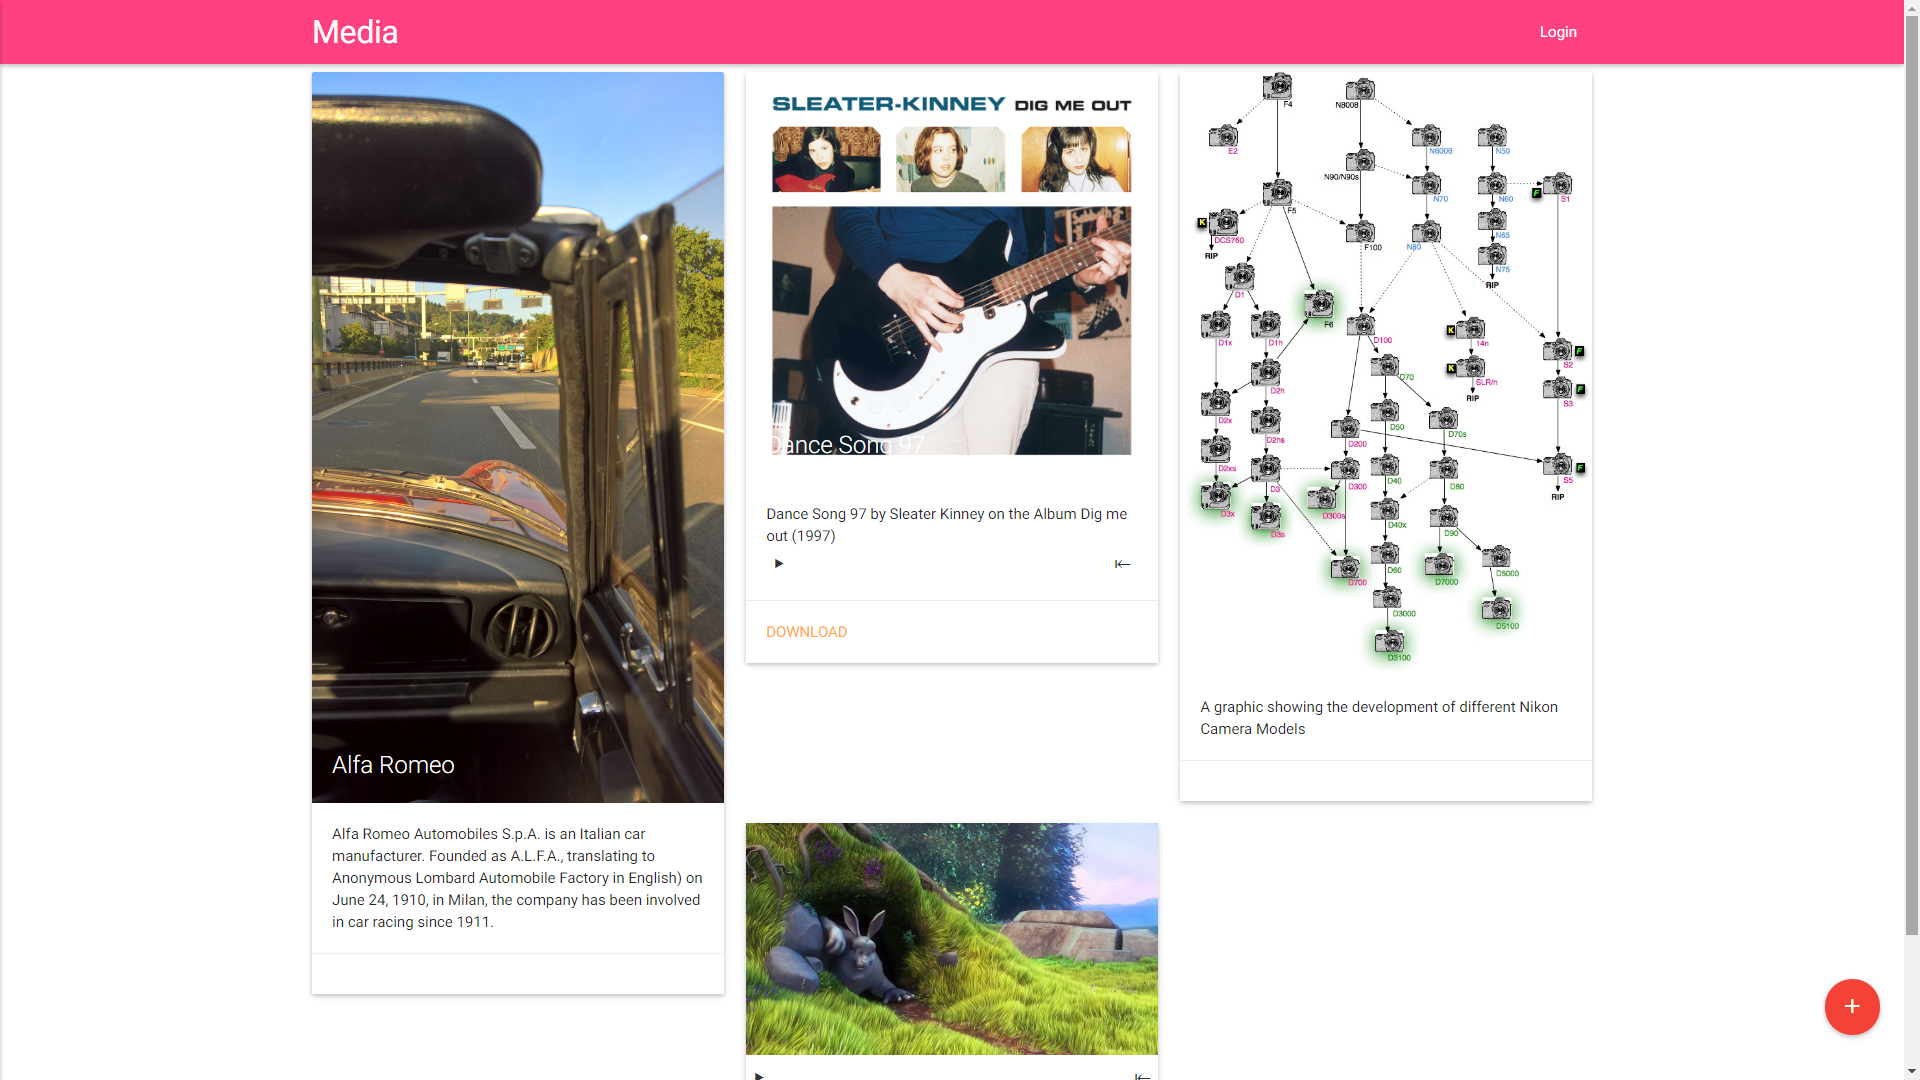 Media
Login
Alfa Romeo
Alfa Romeo Automobiles S.p.A. is an Italian car
manufacturer. Founded as A.L.F.A., translating to
Anonymous Lombard Automobile Factory in English) on
June 24, 1910, in Milan, the company has been involved
in car racing since 1911.
SLEATER-KINNEY DIG ME OUT
Dance Song 97
Dance Song 97 by Sleater Kinney on the Album Dig me
out (1997)
DOWNLOAD
F4
N8008
E2
N6006
N50
N90/N90s
N70
N60
F
S1
F5
K
DCS760
RIP
F100
N80
N65
N75
RIP
D1
F6
D1x
D1h
D100
K
14n
F
S2
D70
K
SLR/n
RIP
F
S3
D2h
D2x
D50
D70s
D2hs
D200
D2xs
D3
D300
D40
D80
F
S5
RIP
D3x
D3s
D300s
D40x
D90
D700
D60
D7000
D5000
D3000
D5100
D3100
A graphic showing the development of different Nikon
Camera Models
+